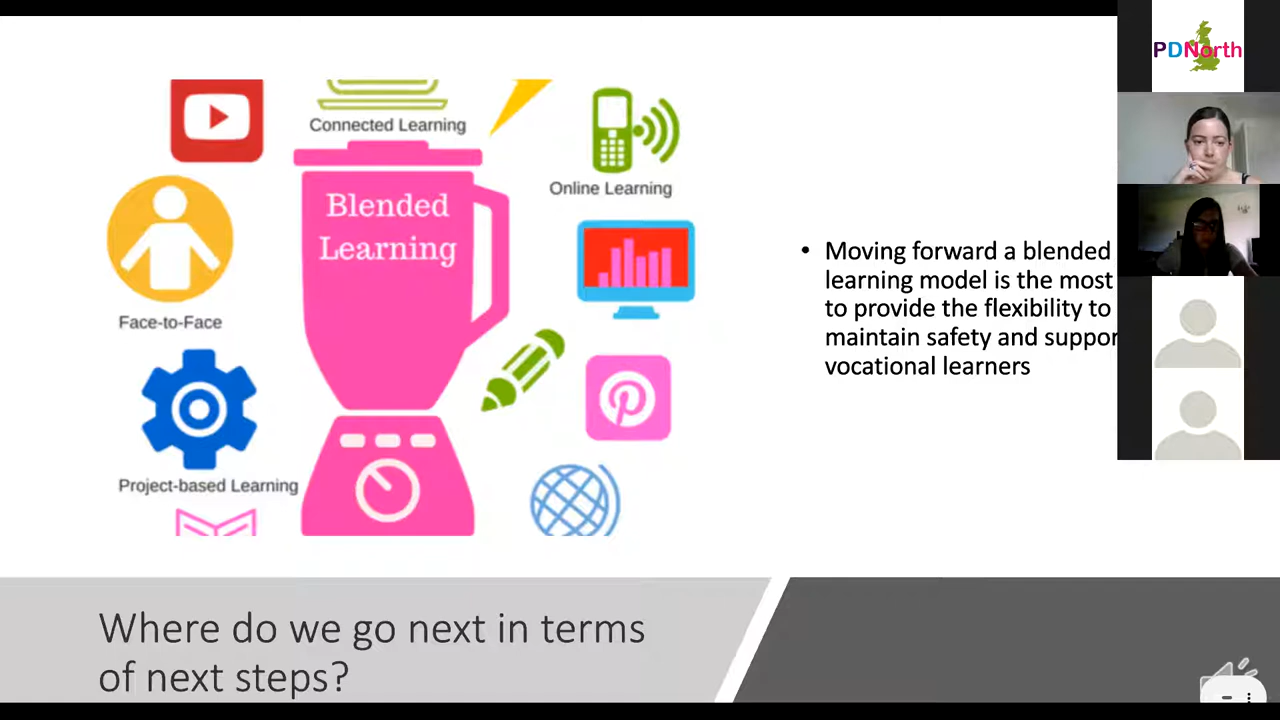 Connected Learning
Blended
Learning
Online Learning
Face-to-Face
Project-based Learning
• Moving forward a blended
learning model is the most
to provide the flexibility to
maintain safety and suppor
vocational learners
Where do we go next in terms
of next steps?
PDNorth